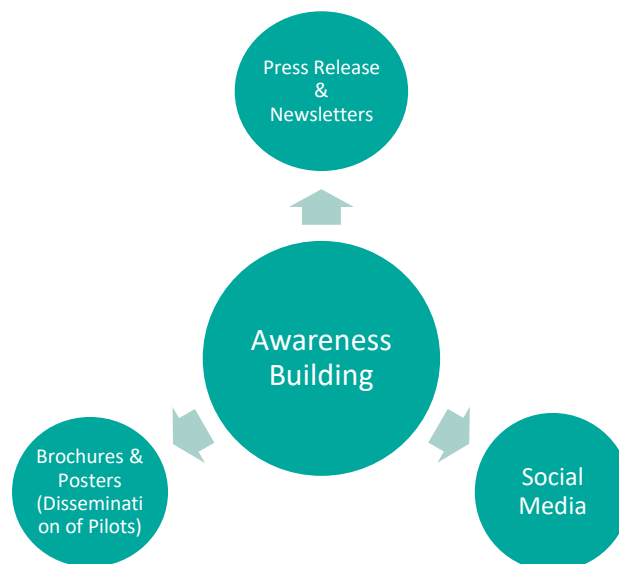 Press Release
&
Newsletters
Awareness
Building
Brochures &
Posters
(Disseminati
on of Pilots)
Social
Media